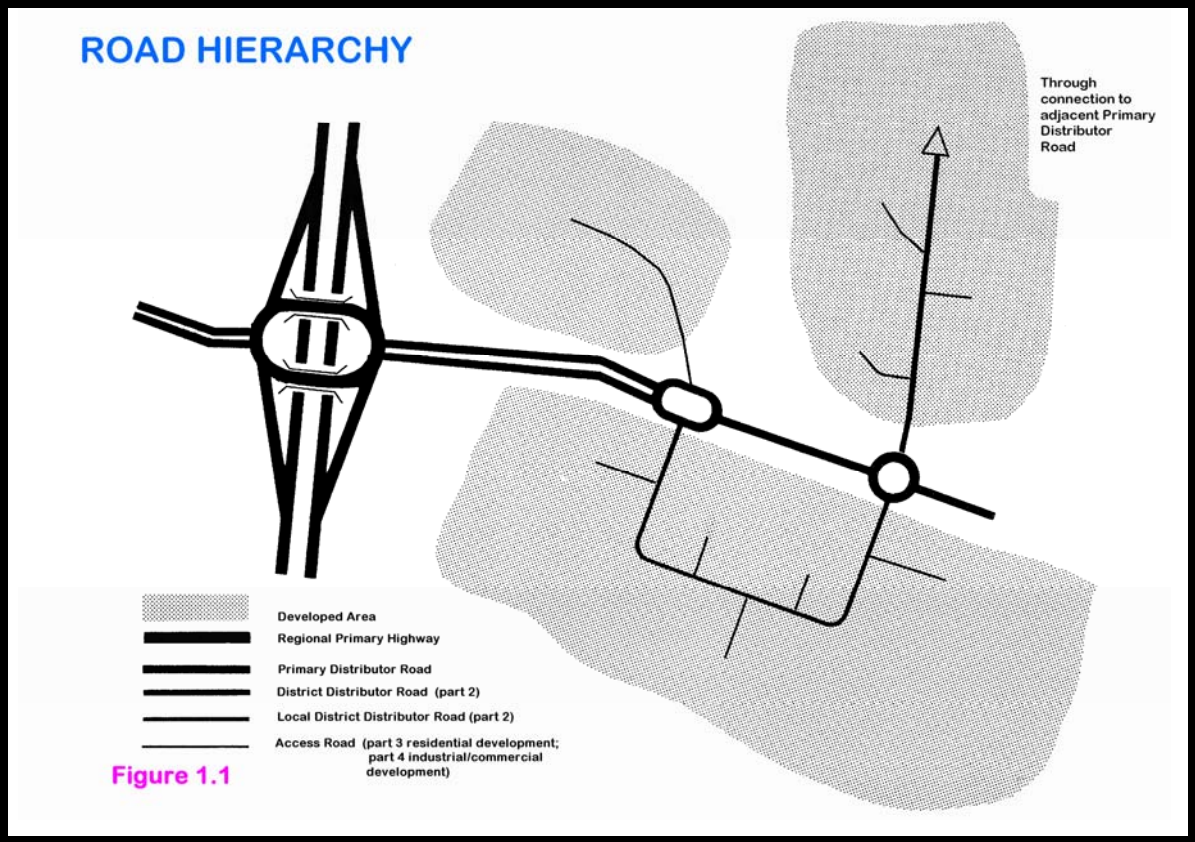 ROAD HIERARCHY
Through
connection to
adjacent Primary
Distributor
Road
Developed Area
Regional Primary Highway
Primary Distributor Road
District Distributor Road (part 2)
Local District Distributor Road (part 2)
Access Road (part 3 residential development;
part 4 industrial/commercial
development)
Figure 1.1